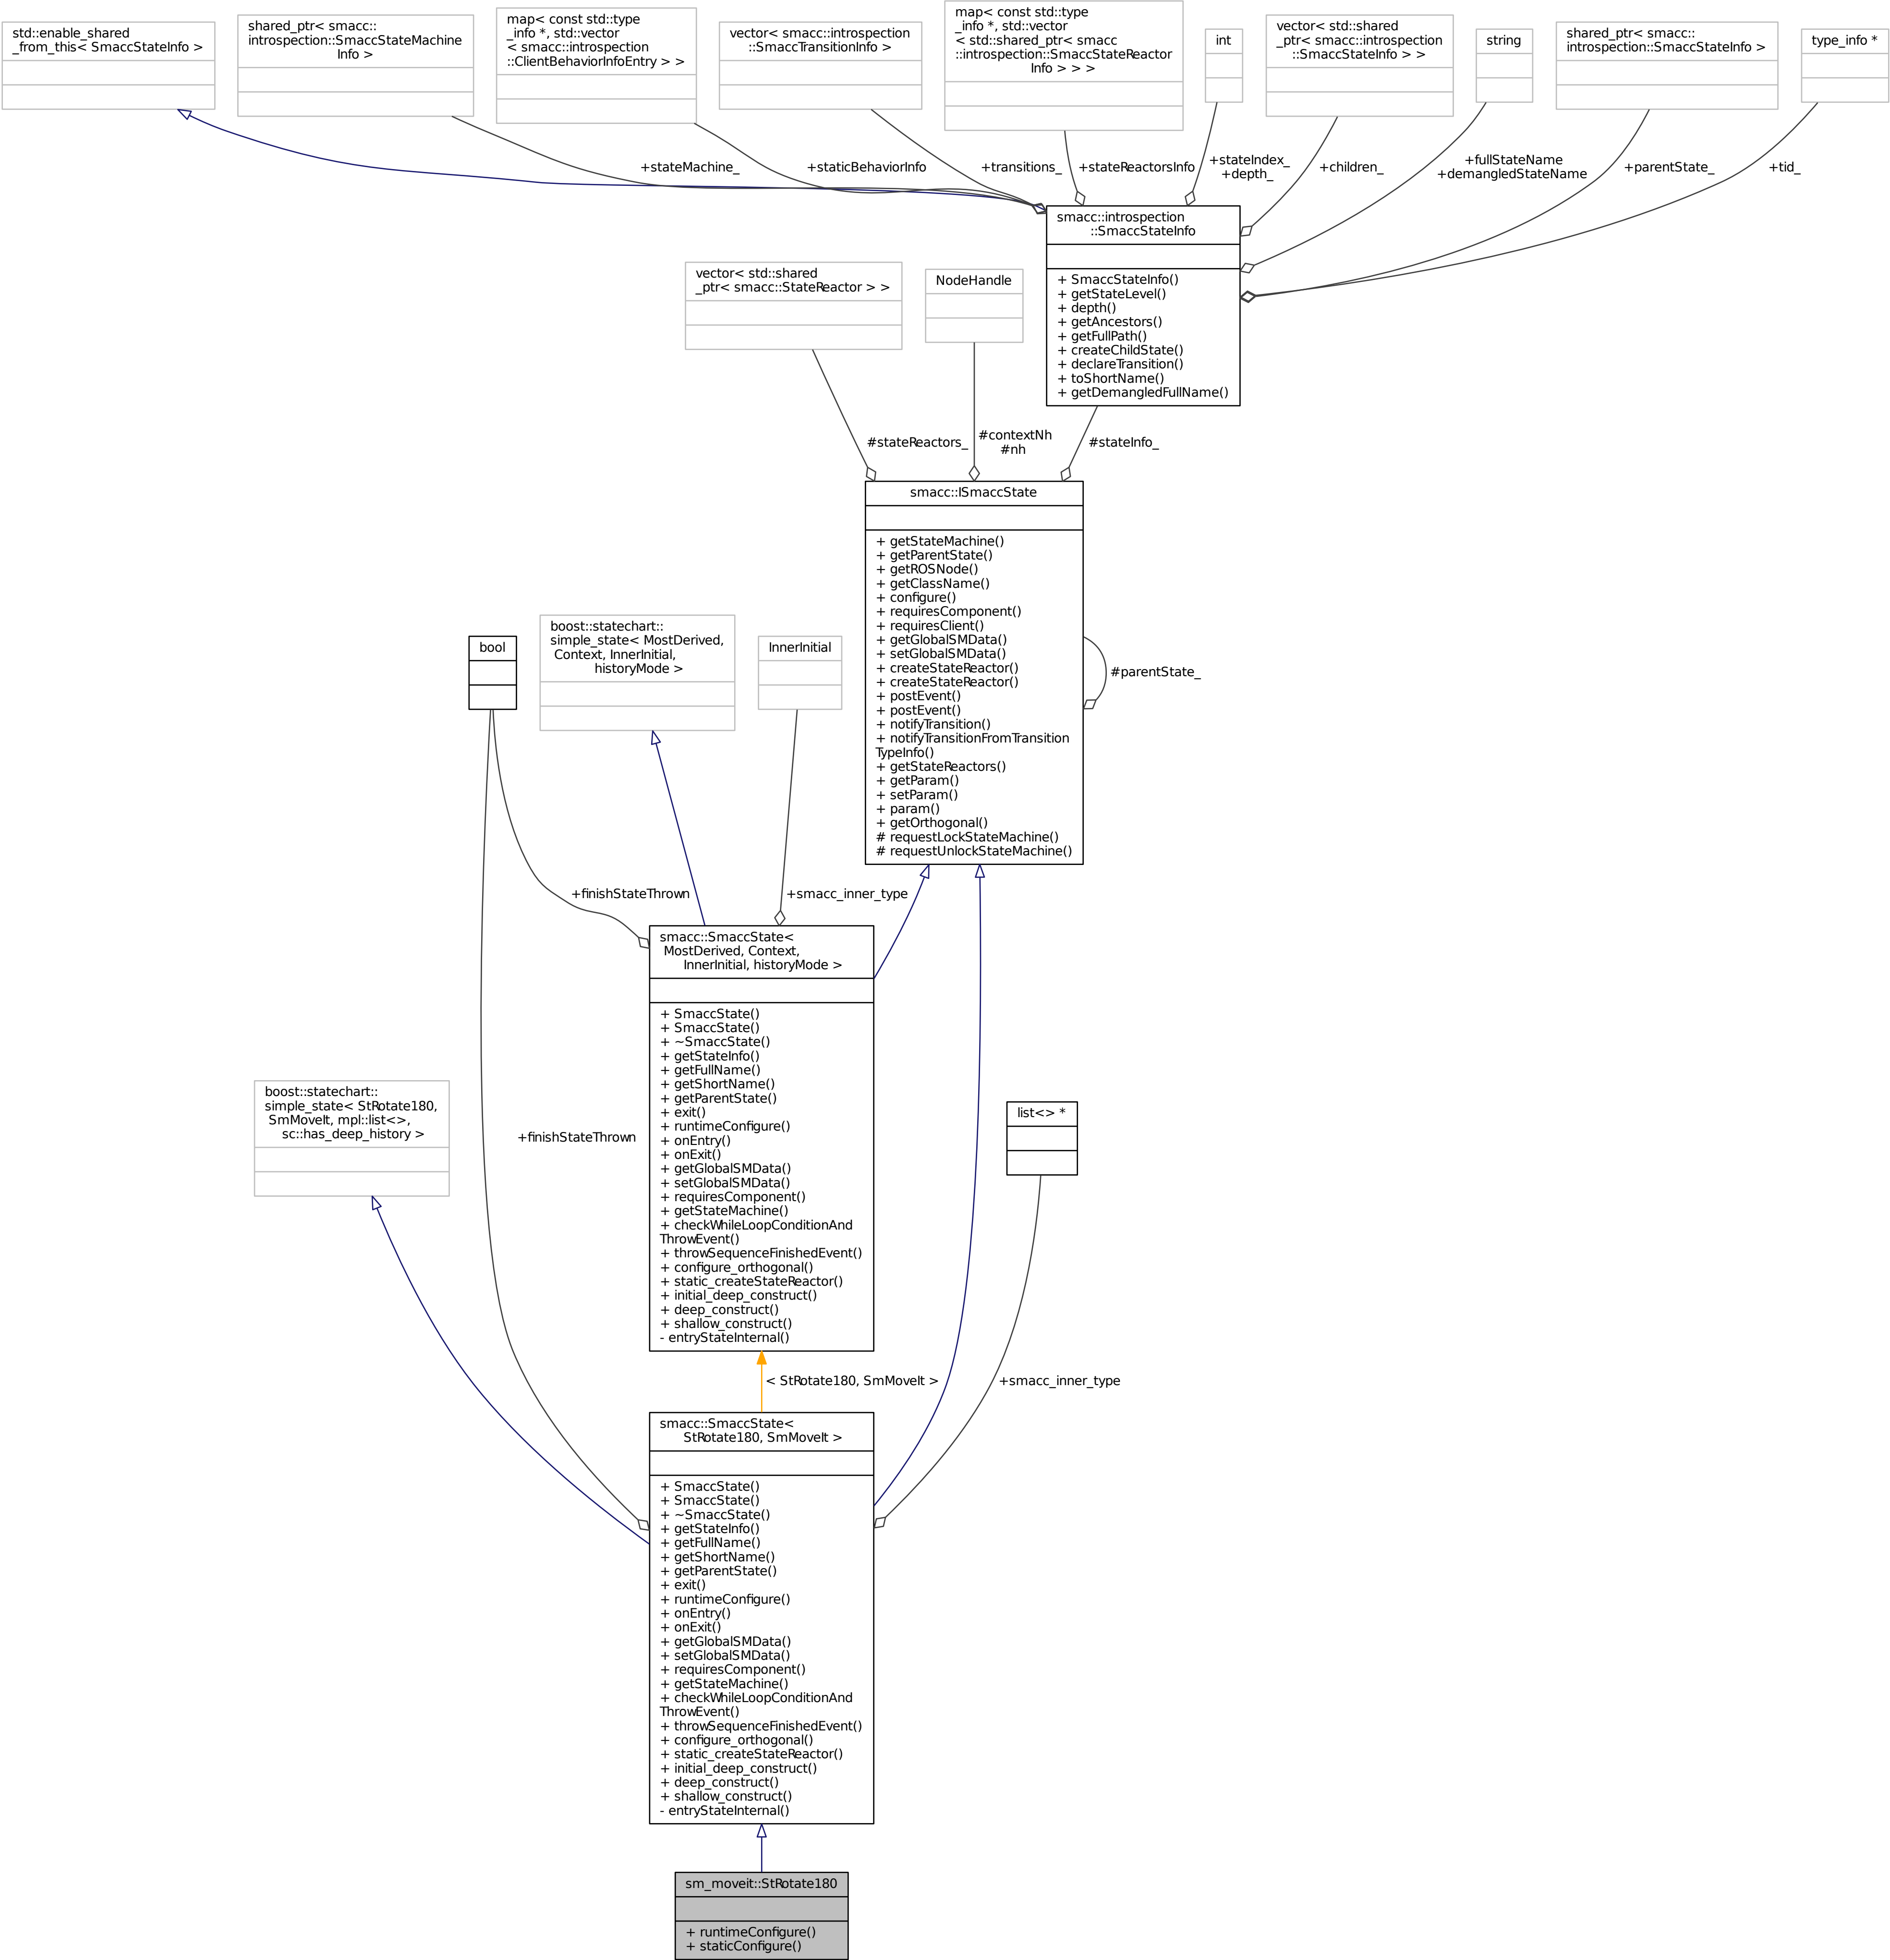 std::enable_shared
_from_this< SmaccStateInfo >
shared_ptr< smacc::
introspection::SmaccStateMachine
Info >
map< const std::type
_info *, std::vector
< smacc::introspection
::ClientBehaviorInfoEntry > >
vector< smacc::introspection
::SmaccTransitionInfo >
map< const std::type
_info *, std::vector
< std::shared_ptr< smacc
::introspection::SmaccStateReactor
Info > > >
int
vector< std::shared
_ptr< smacc::introspection
::SmaccStateInfo > >
string
shared_ptr< smacc::
introspection::SmaccStateInfo >
type_info *
+stateMachine_
+staticBehaviorInfo
+transitions_
+stateReactorsInfo
+stateIndex_
+depth_
+children_
+fullStateName
+demangledStateName
+parentState_
+tid_
smacc::introspection
::SmaccStateInfo
+ SmaccStateInfo()
+ getStateLevel()
+ depth()
+ getAncestors()
+ getFullPath()
+ createChildState()
+ declareTransition()
+ toShortName()
+ getDemangledFullName()
vector< std::shared
_ptr< smacc::StateReactor > >
NodeHandle
#stateReactors_
#contextNh
#nh
#stateInfo_
smacc::ISmaccState
+ getStateMachine()
+ getParentState()
+ getROSNode()
+ getClassName()
+ configure()
+ requiresComponent()
+ requiresClient()
+ getGlobalSMData()
+ setGlobalSMData()
+ createStateReactor()
+ createStateReactor()
+ postEvent()
+ postEvent()
+ notifyTransition()
+ notifyTransitionFromTransition
TypeInfo()
+ getStateReactors()
+ getParam()
+ setParam()
+ param()
+ getOrthogonal()
# requestLockStateMachine()
# requestUnlockStateMachine()
#parentState_
bool
boost::statechart::
simple_state< MostDerived,
Context, InnerInitial,
historyMode >
InnerInitial
+finishStateThrown
+smacc_inner_type
smacc::SmaccState<
MostDerived, Context,
InnerInitial, historyMode >
+ SmaccState()
+ SmaccState()
+ ~SmaccState()
+ getStateInfo()
+ getFullName()
+ getShortName()
+ getParentState()
+ exit()
+ runtimeConfigure()
+ onEntry()
+ onExit()
+ getGlobalSMData()
+ setGlobalSMData()
+ requiresComponent()
+ getStateMachine()
+ checkWhileLoopConditionAnd
ThrowEvent()
+ throwSequenceFinishedEvent()
+ configure_orthogonal()
+ static_createStateReactor()
+ initial_deep_construct()
+ deep_construct()
+ shallow_construct()
- entryStateInternal()
boost::statechart::
simple_state< StRotate180,
SmMoveIt, mpl::list<>,
sc::has_deep_history >
+finishStateThrown
list<> *
< StRotate180, SmMoveIt >
+smacc_inner_type
smacc::SmaccState<
StRotate180, SmMoveIt >
+ SmaccState()
+ SmaccState()
+ ~SmaccState()
+ getStateInfo()
+ getFullName()
+ getShortName()
+ getParentState()
+ exit()
+ runtimeConfigure()
+ onEntry()
+ onExit()
+ getGlobalSMData()
+ setGlobalSMData()
+ requiresComponent()
+ getStateMachine()
+ checkWhileLoopConditionAnd
ThrowEvent()
+ throwSequenceFinishedEvent()
+ configure_orthogonal()
+ static_createStateReactor()
+ initial_deep_construct()
+ deep_construct()
+ shallow_construct()
- entryStateInternal()
sm_moveit::StRotate180
+ runtimeConfigure()
+ staticConfigure()